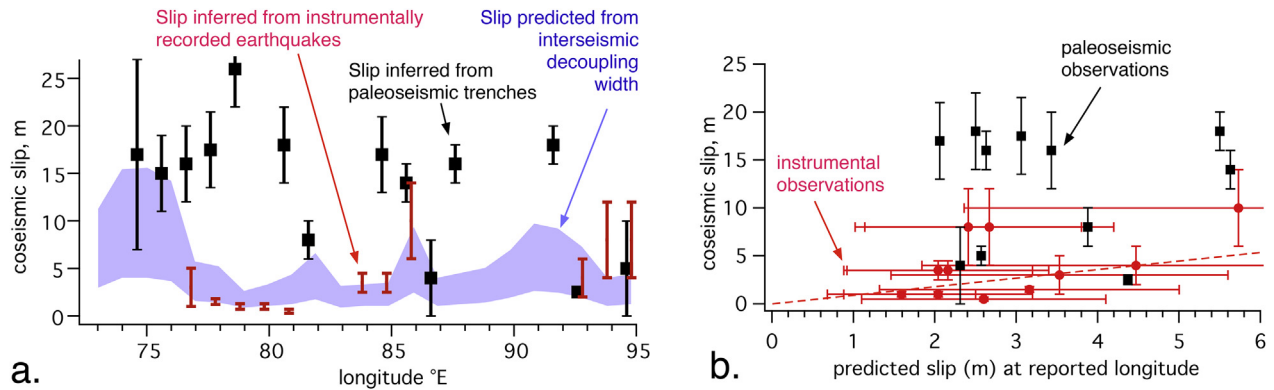 Slip inferred from instrumentally
recorded earthquakes
Slip predicted from
interseismic
decoupling
width
Slip inferred from
paleoseismic trenches
coseismic slip, m
25
20
15
10
5
0
75
80
85
90
95
longitude °E
a.
paleoseismic
observations
instrumental
observations
coseismic slip, m
25
20
15
10
5
0
0
1
2
3
4
5
6
predicted slip (m) at reported longitude
b.